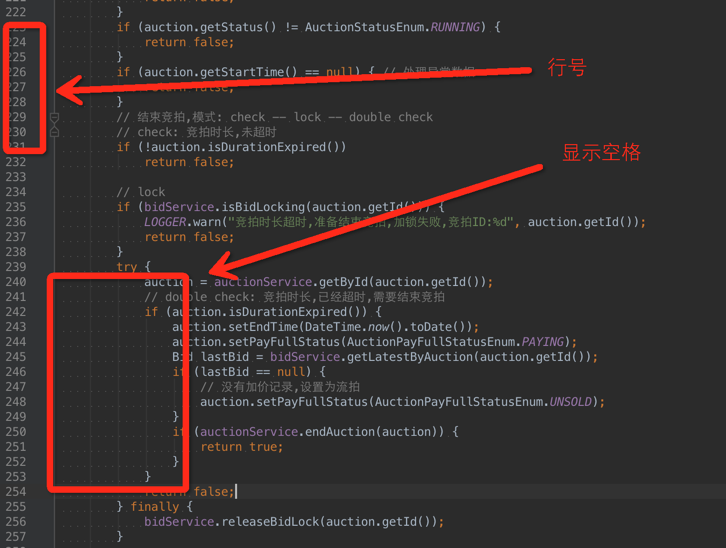 222 }
if (auction.getStatus() != AuctionStatusEnum.RUNNING) {
224 return false;
225 }
226 if (auction.getStartTime() == null) { //
227
228 }
行号
229 // 结束竞拍,模式: check -- lock -- double check
230 // check: 竞拍时长,未超时
231 if (!auction.isDurationExpired())
232 return false;
显示空格
233
234 // lock
235 if (bidService.isBidLocking(auction.getId())) {
236 LOGGER.warn("竞拍时长超时,准备结束竞拍,加锁失败,竞拍ID:%d", auction.getId());
237 return false;
238 }
239 try {
240 auction = auctionService.getById(auction.getId());
241 // double check: 竞拍时长,已经超时,需要结束竞拍
242 if (auction.isDurationExpired()) {
243 auction.setEndTime(DateTime.now().toDate());
244 auction.setPayFullStatus(AuctionPayFullStatusEnum.PAYING);
245 Bid lastBid = bidService.getLatestByAuction(auction.getId());
246 if (lastBid == null) {
247 // 没有加价记录,设置为流拍
248 auction.setPayFullStatus(AuctionPayFullStatusEnum.UNSOLD);
249 }
250 if (auctionService.endAuction(auction)) {
251 return true;
252 }
253 }
254 return false;
255 } finally {
256 bidService.releaseBidLock(auction.getId());
257 }